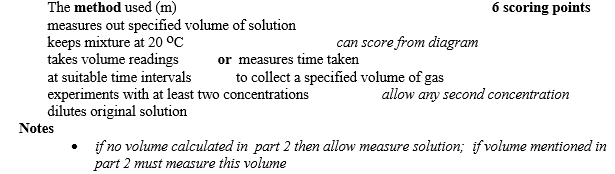 The method used (m) 6 scoring points
measures out specified volume of solution
keeps mixture at 20 ºC can score from diagram
takes volume readings or measures time taken
at suitable time intervals to collect a specified volume of gas
experiments with at least two concentrations allow any second concentration
dilutes original solution
Notes
• if no volume calculated in part 2 then allow measure solution; if volume mentioned in
part 2 must measure this volume